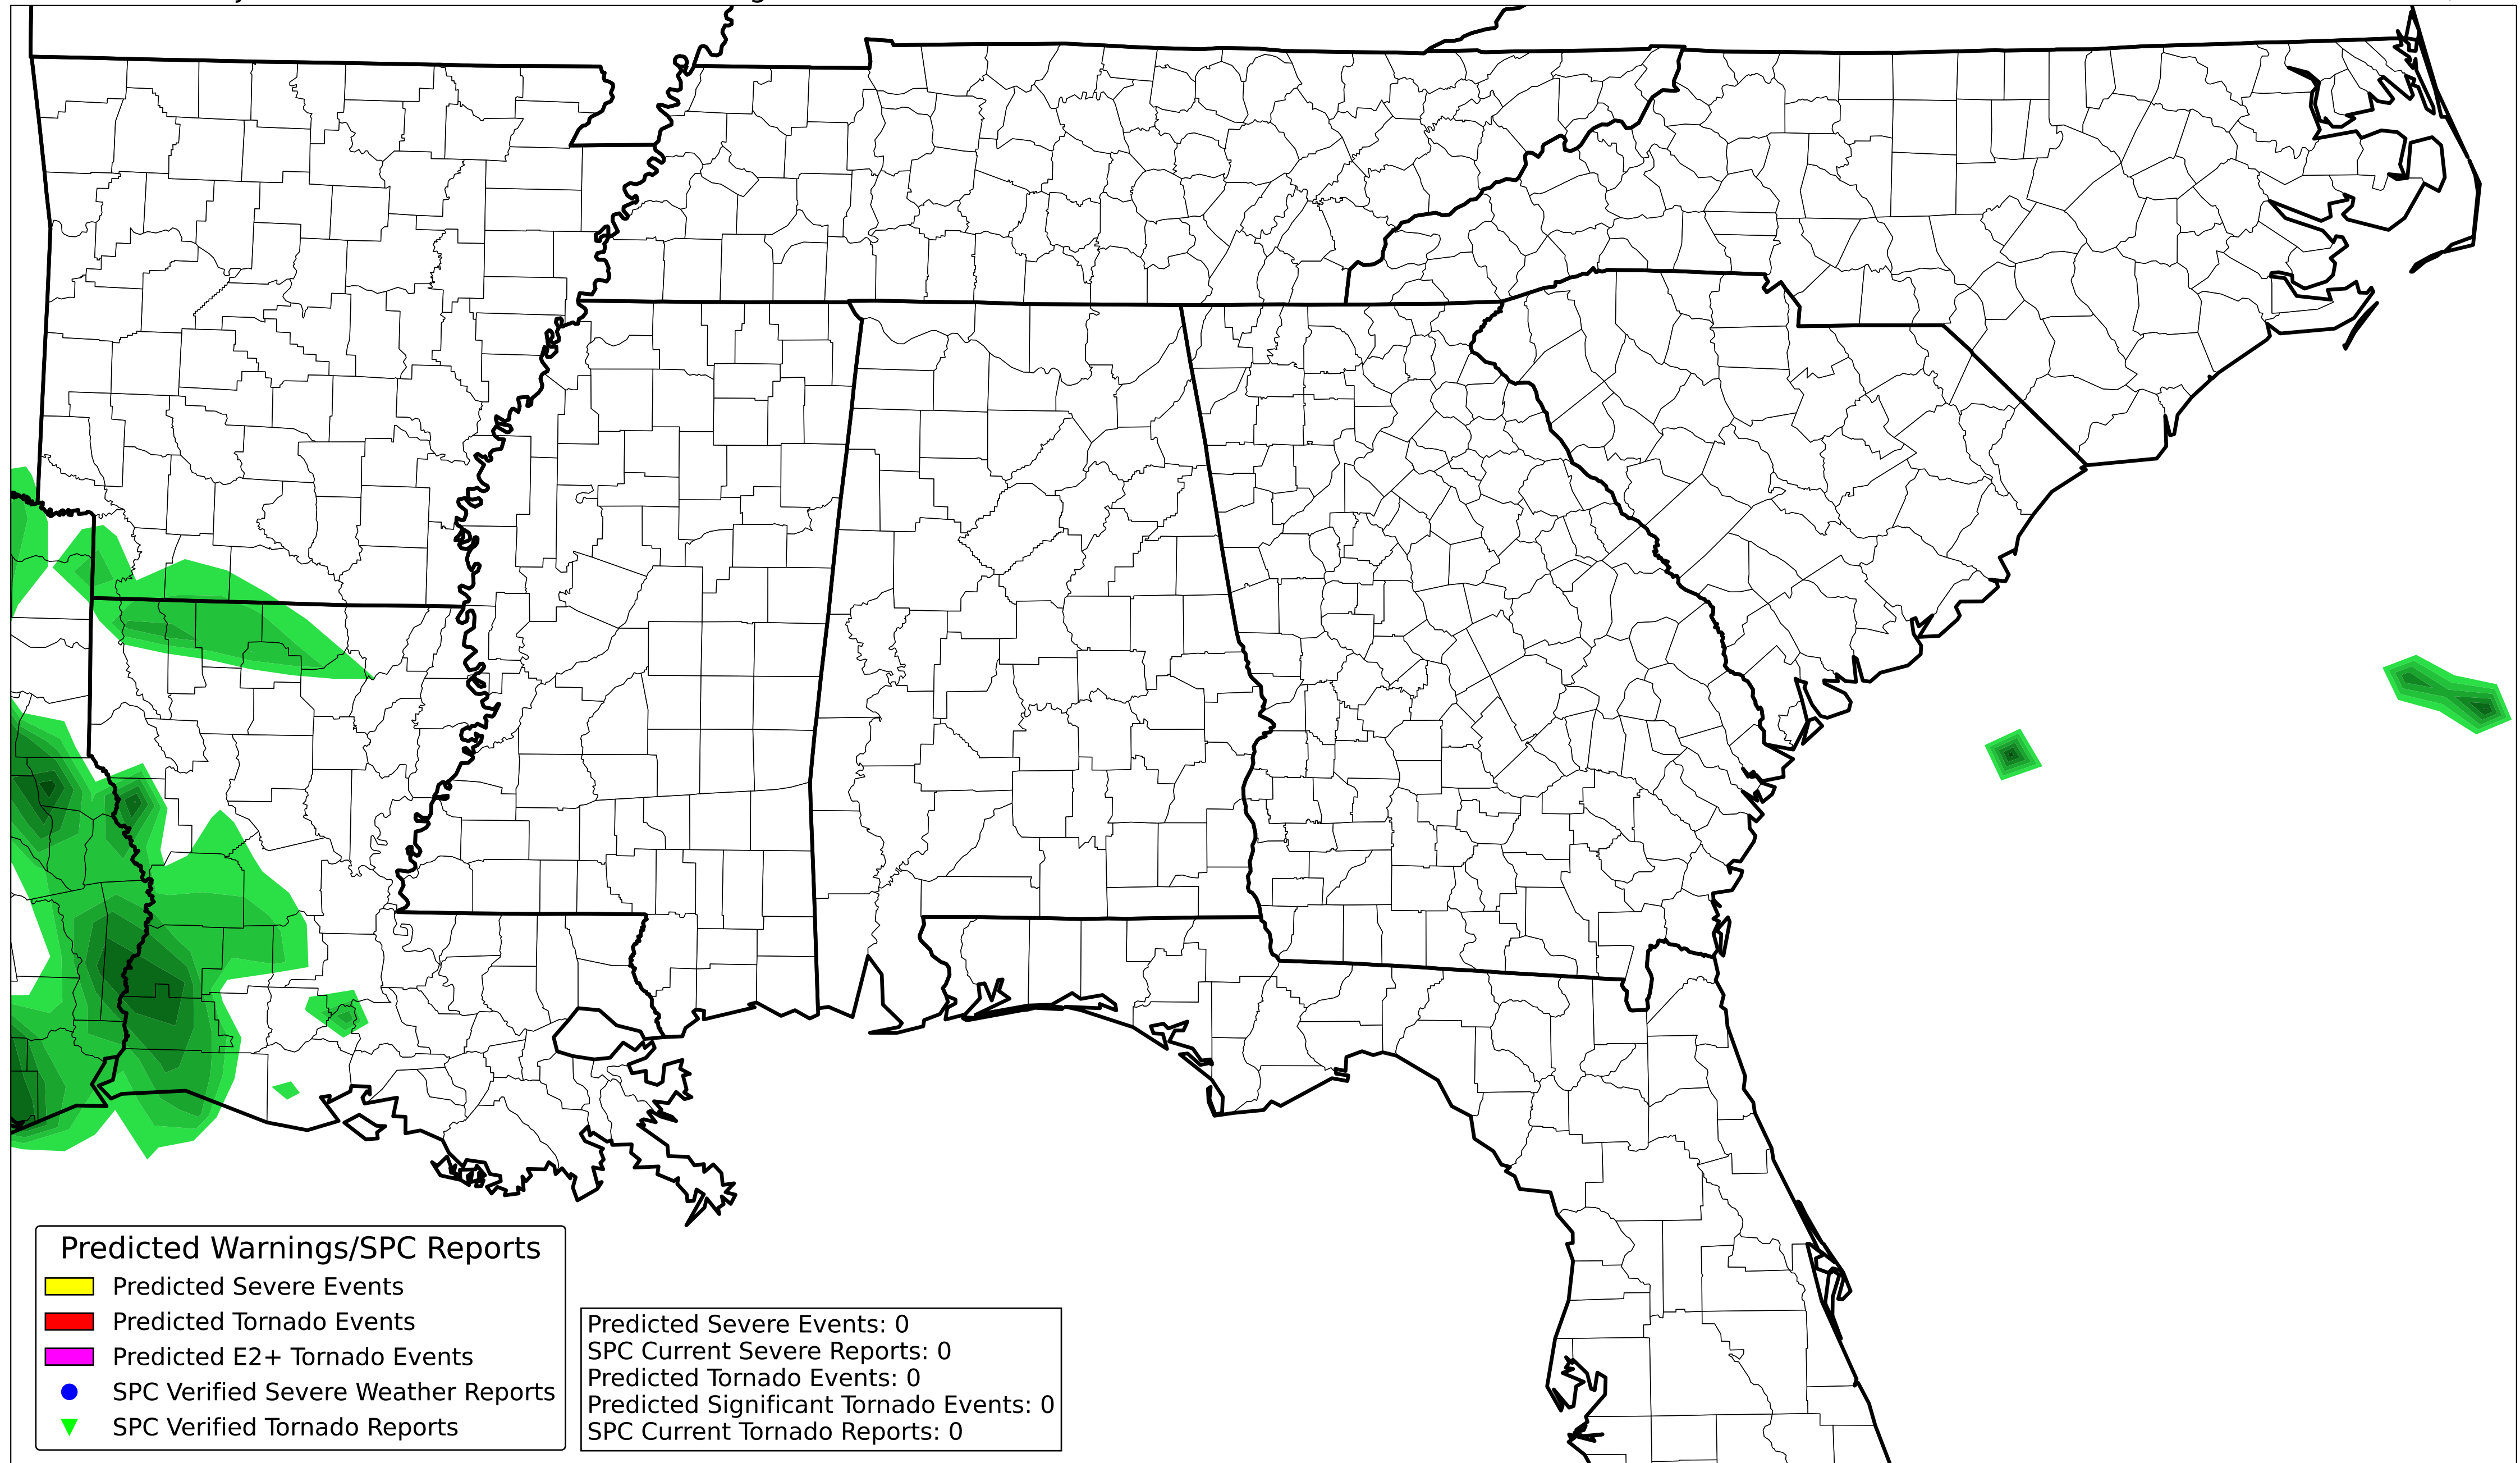 Predicted Warnings/SPC Reports
Predicted Severe Events
Predicted Tornado Events
Predicted E2+ Tornado Events
SPC Verified Severe Weather Reports
SPC Verified Tornado Reports
Predicted Severe Events: 0
SPC Current Severe Reports: 0
Predicted Tornado Events: 0
Predicted Significant Tornado Events: 0
SPC Current Tornado Reports: 0